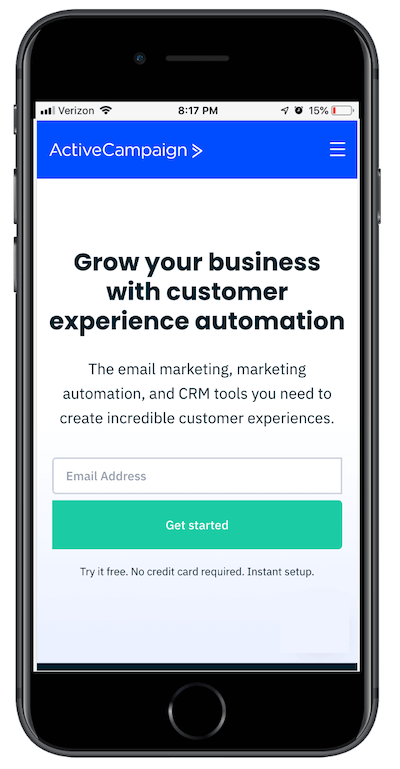 Verizon 8:17 PM 15%
ActiveCampaign >
Grow your business
with customer
experience automation
The email marketing, marketing
automation, and CRM tools you need to
create incredible customer experiences.
Email Address
Get started
Try it free. No credit card required. Instant setup.